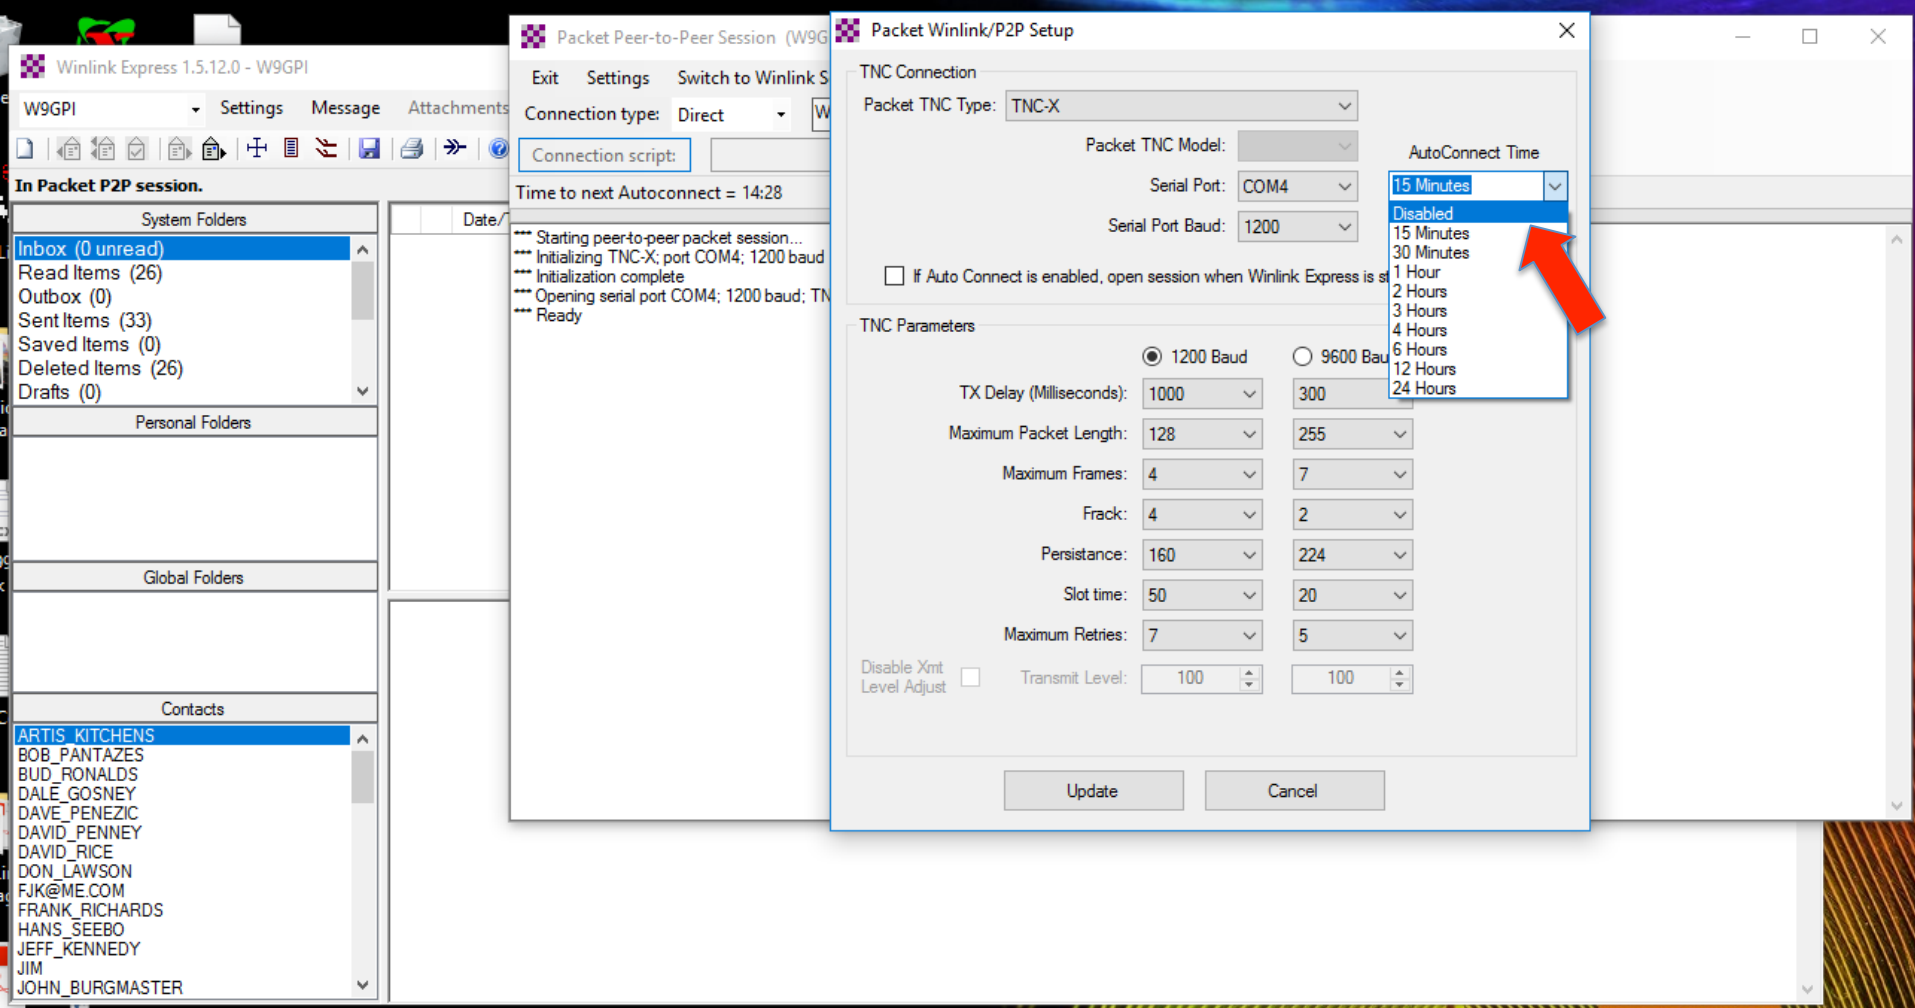 Winlink Express 1.5.12.0 - W9GPI
W9GPI
Settings
Message
Attachments
In Packet P2P session.
System Folders
Inbox (0 unread)
Read Items (26)
Outbox (0)
Sent Items (33)
Saved Items (0)
Deleted Items (26)
Drafts (0)
Personal Folders
Global Folders
Contacts
ARTIS_KITCHENS
BOB_PANTAZES
BUD_RONALDS
DALE_GOSNEY
DAVE_PENEZIC
DAVID_PENNEY
DAVID_RICE
DON_LAWSON
FJK@ME.COM
FRANK_RICHARDS
HANS_SEEBO
JEFF_KENNEDY
JIM
JOHN_BURGMASTER
Date/
Packet Peer-to-Peer Session (W9G
Exit Settings Switch to Winlink S
Connection type: Direct W
Connection script:
Time to next Autoconnect = 14:28
*** Starting peer-to-peer packet session...
*** Initializing TNC-X; port COM4; 1200 baud
*** Initialization complete
*** Opening serial port COM4; 1200 baud; TN
*** Ready
Packet Winlink/P2P Setup
TNC Connection
Packet TNC Type: TNC-X
Packet TNC Model:
AutoConnect Time
Serial Port: COM4
15 Minutes
Serial Port Baud: 1200
Disabled
15 Minutes
30 Minutes
1 Hour
2 Hours
3 Hours
4 Hours
6 Hours
12 Hours
24 Hours
If Auto Connect is enabled, open session when Winlink Express is st
TNC Parameters
1200 Baud 9600 Bau
TX Delay (Milliseconds): 1000 300
Maximum Packet Length: 128 255
Maximum Frames: 4 7
Frack: 4 2
Persistance: 160 224
Slot time: 50 20
Maximum Retries: 7 5
Disable Xmt
Level Adjust
Transmit Level: 100 100
Update Cancel